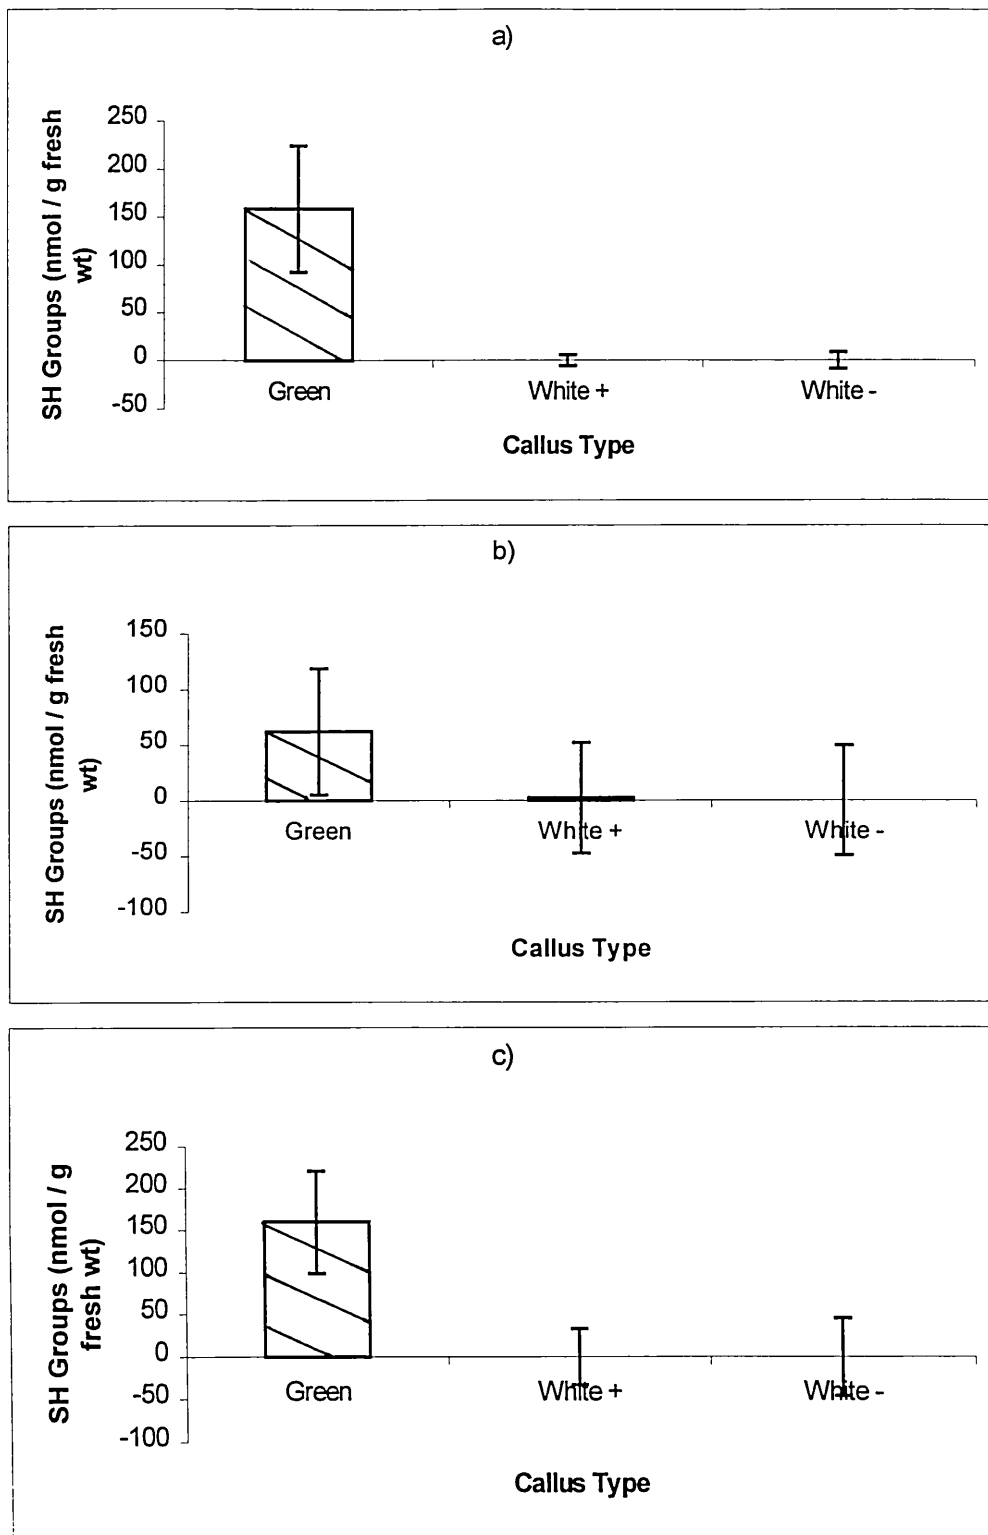 a)
SH Groups (nmol / g fresh
wt)
250
200
150
100
50
0
-50
Green
White +
White -
Callus Type
b)
SH Groups (nmol / g fresh
wt)
150
100
50
0
-50
-100
Green
White +
White -
Callus Type
c)
SH Groups (nmol / g
fresh wt)
250
200
150
100
50
0
-50
-100
Green
White +
White -
Callus Type